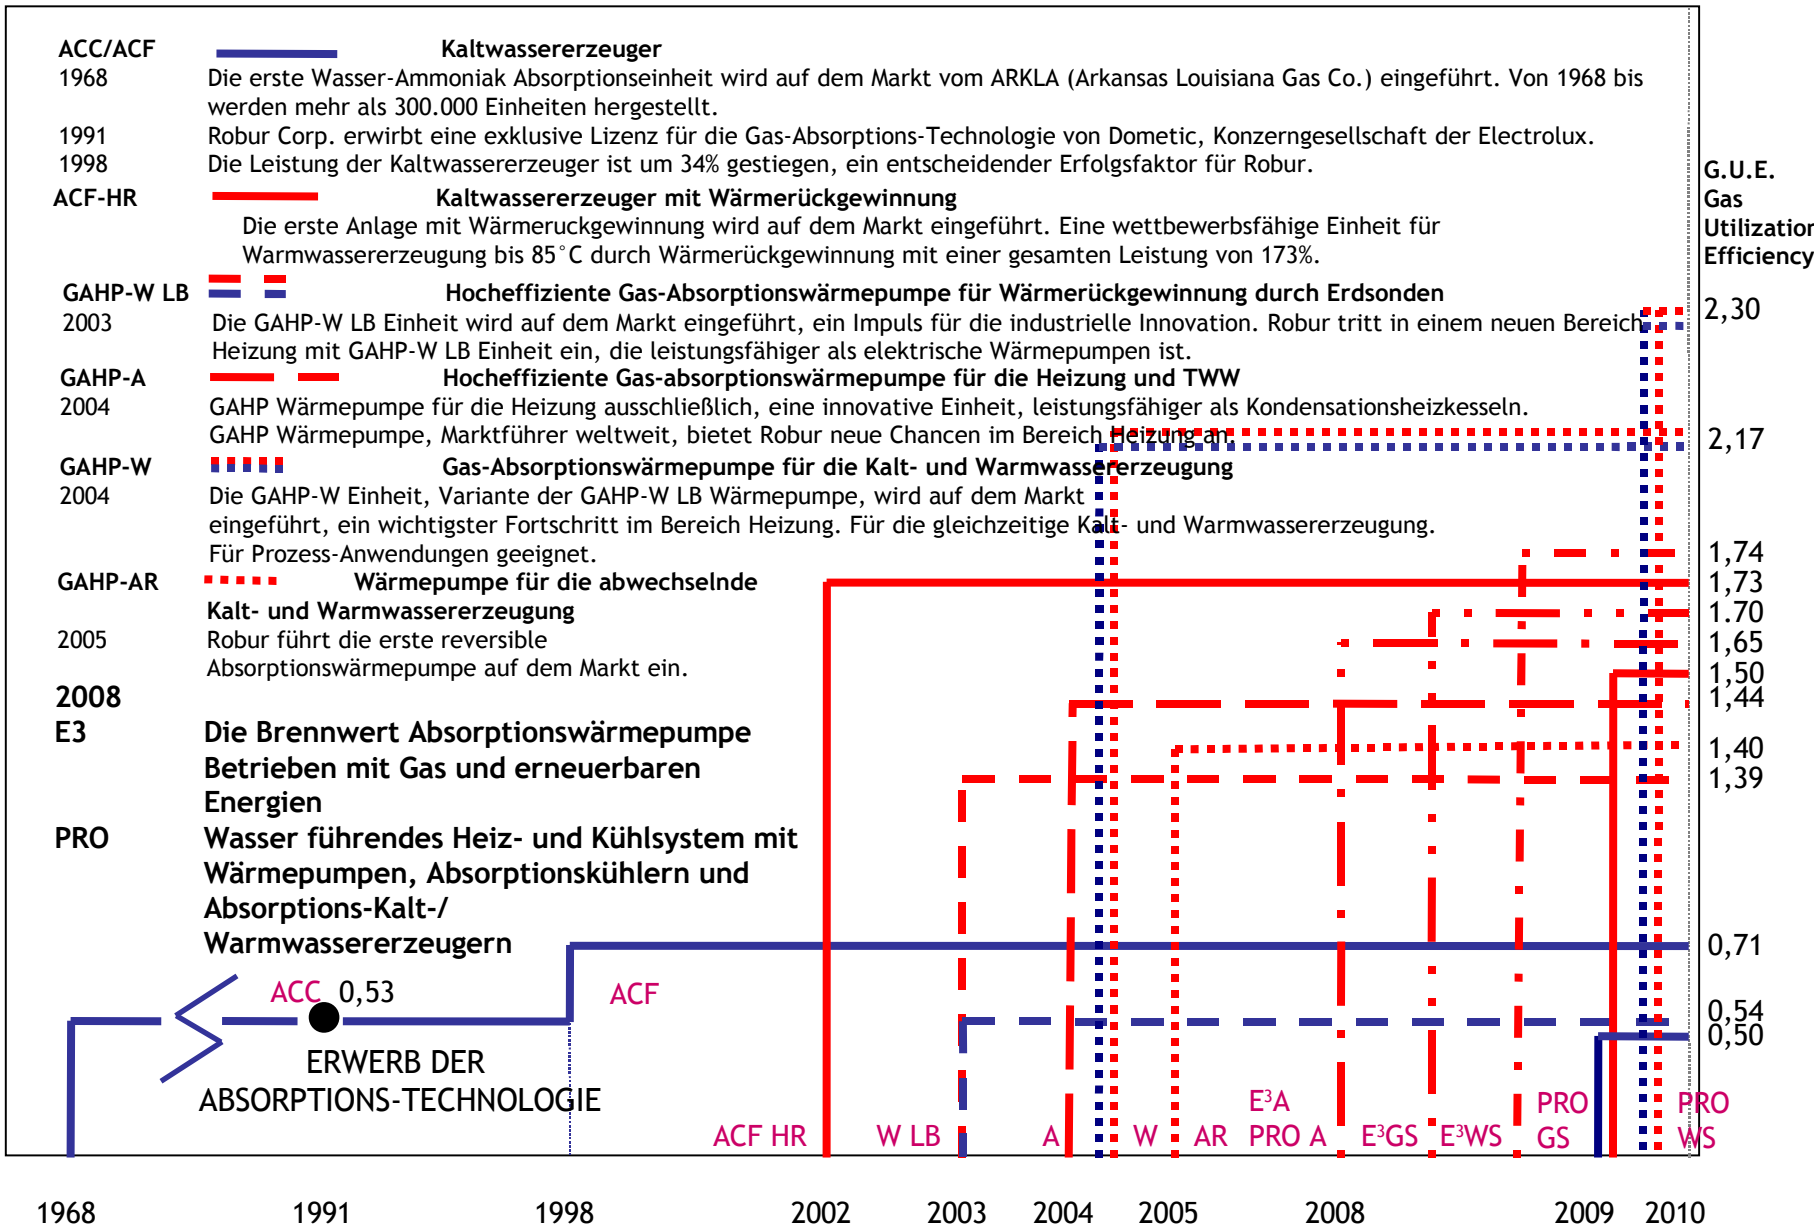 ACC/ACF Kaltwassererzeuger
1968 Die erste Wasser-Ammoniak Absorptionseinheit wird auf dem Markt vom ARKLA (Arkansas Louisiana Gas Co.) eingeführt. Von 1968 bis
werden mehr als 300.000 Einheiten hergestellt.
1991 Robur Corp. erwirbt eine exklusive Lizenz für die Gas-Absorptions-Technologie von Dometic, Konzerngesellschaft der Electrolux.
1998 Die Leistung der Kaltwassererzeuger ist um 34% gestiegen, ein entscheidender Erfolgsfaktor für Robur.
ACF-HR Kaltwassererzeuger mit Wärmerückgewinnung
Die erste Anlage mit Wärmeruckgewinnung wird auf dem Markt eingeführt. Eine wettbewerbsfähige Einheit für
Warmwassererzeugung bis 85°C durch Wärmerückgewinnung mit einer gesamten Leistung von 173%.
GAHP-W LB Hocheffiziente Gas-Absorptionswärmepumpe für Wärmerückgewinnung durch Erdsonden
2003 Die GAHP-W LB Einheit wird auf dem Markt eingeführt, ein Impuls für die industrielle Innovation. Robur tritt in einem neuen Bereich
Heizung mit GAHP-W LB Einheit ein, die leistungsfähiger als elektrische Wärmepumpen ist.
GAHP-A Hocheffiziente Gas-absorptionswärmepumpe für die Heizung und TWW
2004 GAHP Wärmepumpe für die Heizung ausschließlich, eine innovative Einheit, leistungsfähiger als Kondensationsheizkesseln.
GAHP Wärmepumpe, Marktführer weltweit, bietet Robur neue Chancen im Bereich Heizung an.
GAHP-W Gas-Absorptionswärmepumpe für die Kalt- und Warmwassererzeugung
2004 Die GAHP-W Einheit, Variante der GAHP-W LB Wärmepumpe, wird auf dem Markt
eingeführt, ein wichtigster Fortschritt im Bereich Heizung. Für die gleichzeitige Kalt- und Warmwassererzeugung.
Für Prozess-Anwendungen geeignet.
GAHP-AR Wärmepumpe für die abwechselnde
Kalt- und Warmwassererzeugung
2005 Robur führt die erste reversible
Absorptionswärmepumpe auf dem Markt ein.
2008
E3 Die Brennwert Absorptionswärmepumpe
Betrieben mit Gas und erneuerbaren
Energien
PRO Wasser führendes Heiz- und Kühlsystem mit
Wärmepumpen, Absorptionskühlern und
Absorptions-Kalt-/
Warmwassererzeugern
G.U.E.
Gas
Utilization
Efficiency
2,30
2,17
1,74
1,73
1.70
1,65
1,50
1,44
1,40
1,39
0,71
0,54
0,50
ACC 0,53
ACF
ERWERB DER
ABSORPTIONS-TECHNOLOGIE
ACF HR
W LB
A
W
AR
E³A
PRO A
E³GS
E³WS
PRO
GS
PRO
WS
1968 1991 1998 2002 2003 2004 2005 2008 2009 2010